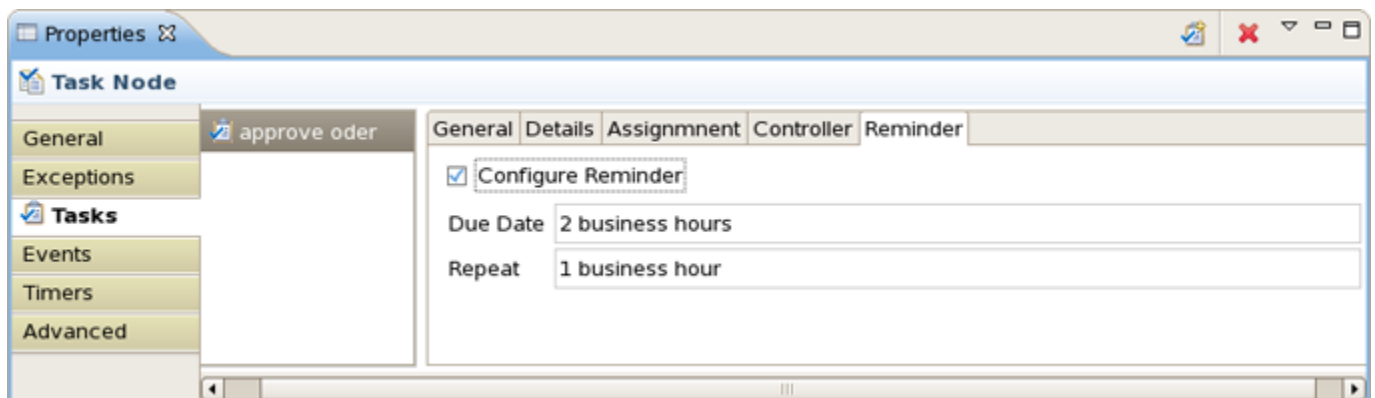 Properties
Task Node
General
Exceptions
Tasks
Events
Timers
Advanced
approve oder
General Details Assignmnent Controller Reminder
Configure Reminder
Due Date 2 business hours
Repeat 1 business hour